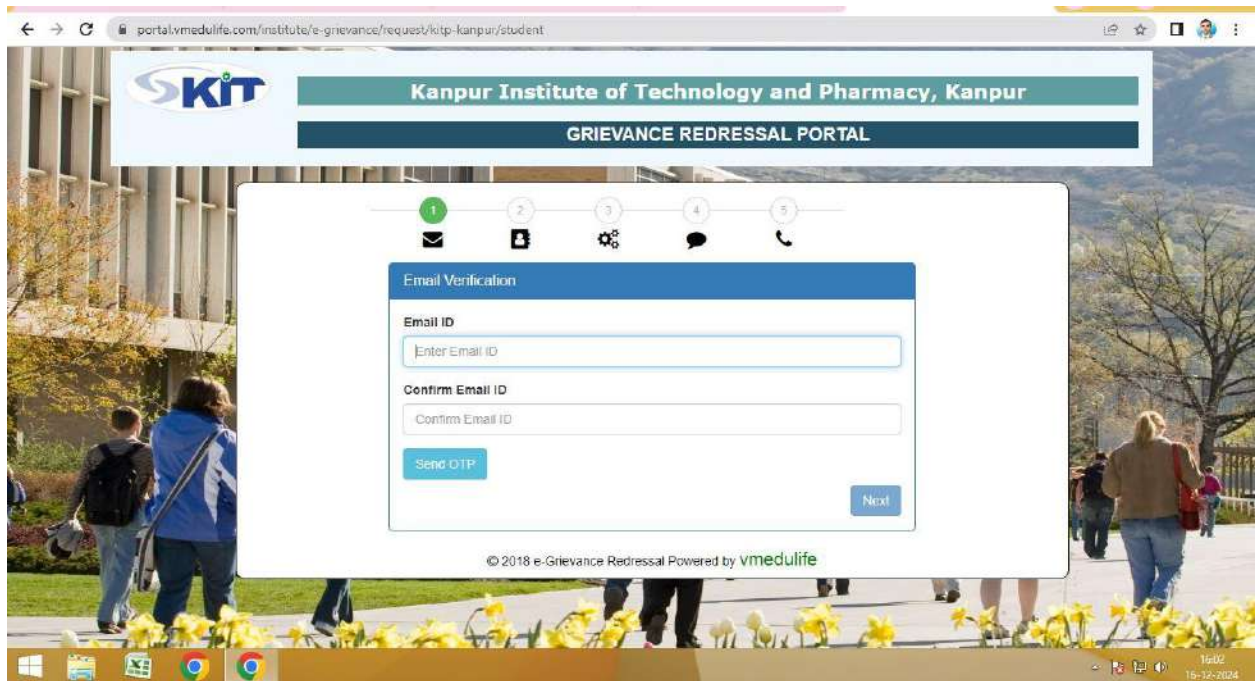 portal.vmedulife.com/institute/e-grievance/request/kitp-kanpur/student
KIT
Kanpur Institute of Technology and Pharmacy, Kanpur
GRIEVANCE REDRESSAL PORTAL
1 2 3 4 5
Email Verification
Email ID
Enter Email ID
Confirm Email ID
Confirm Email ID
Send OTP
Next
© 2018 e-Grievance Redressal Powered by vmedulife
16:02
16-12-2024